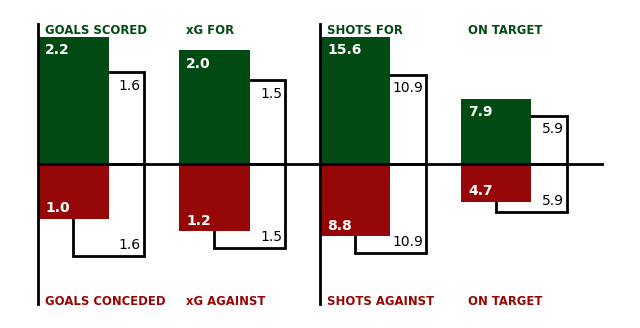 GOALS SCORED xG FOR SHOTS FOR ON TARGET
2.2 1.6 2.0 1.5 15.6 10.9 7.9 5.9
1.0 1.6 1.2 1.5 8.8 10.9 4.7 5.9
GOALS CONCEDED xG AGAINST SHOTS AGAINST ON TARGET